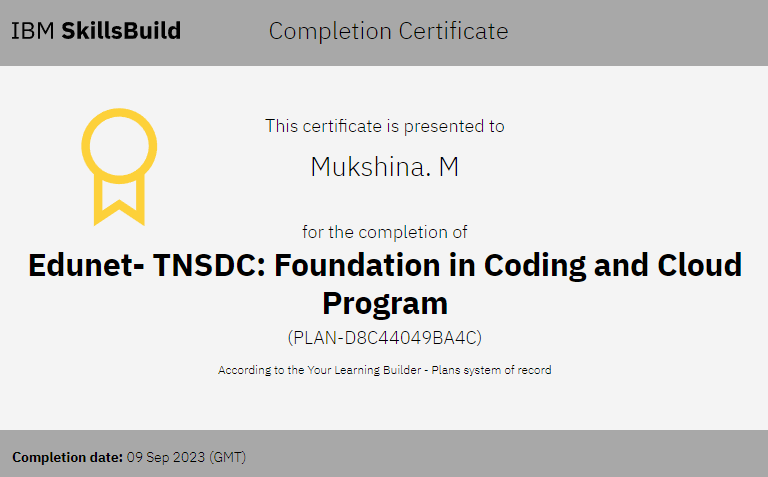 IBM SkillsBuild
Completion Certificate
This certificate is presented to
Mukshina. M
for the completion of
Edunet- TNSDC: Foundation in Coding and Cloud
Program
(PLAN-D8C44049BA4C)
According to the Your Learning Builder - Plans system of record
Completion date: 09 Sep 2023 (GMT)